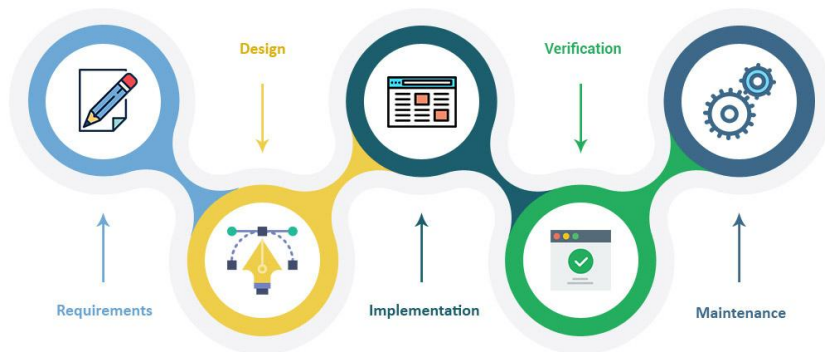 Design
Verification
Requirements
Implementation
Maintenance